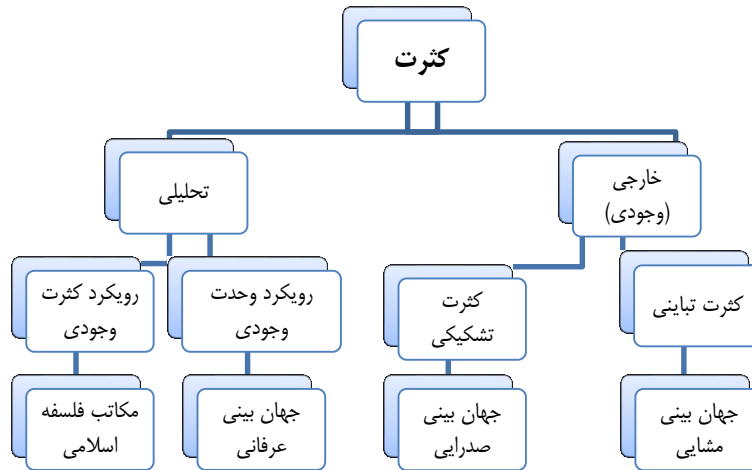 کثرت
خارجی
(وجودی)
تحلیلی
کثرت تباینی
کثرت
تشکیکی
رویکرد وحدت
وجودی
رویکرد کثرت
وجودی
جهان بینی
مشایی
جهان بینی
صدرایی
جهان بینی
عرفانی
مکاتب فلسفه
اسلامی